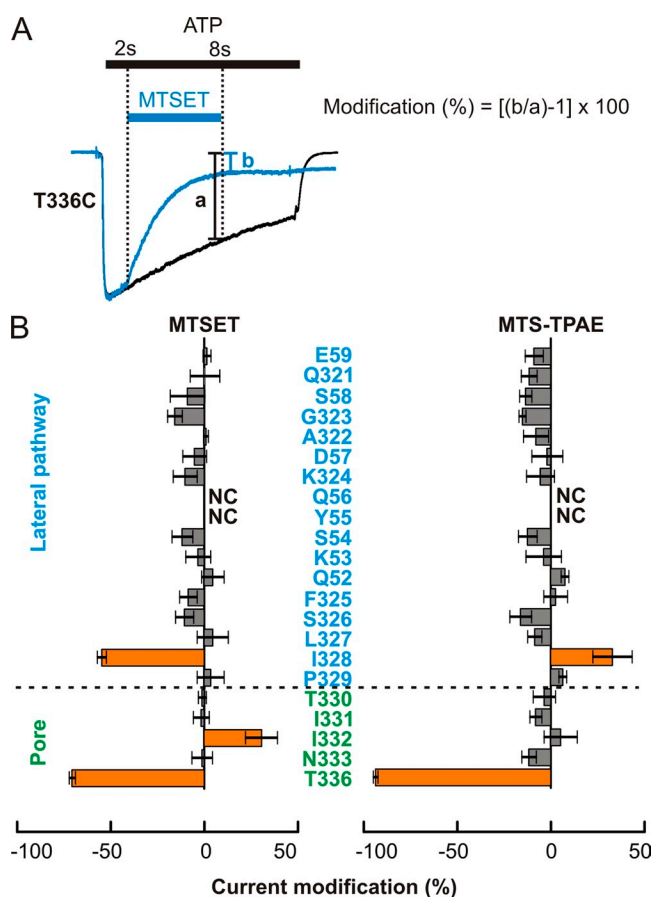 A
ATP
2s 8s
MTSET
Modification (%) = [(b/a)-1] x 100
b
a
T336C
B
MTSET MTS-TPAE
Lateral pathway
E59
Q321
S58
G323
A322
D57
K324
NC Q56 NC
NC Y55 NC
S54
K53
Q52
F325
S326
L327
I328
P329
Pore
T330
I331
I332
N333
T336
-100 -50 0 50 -100 -50 0 50
Current modification (%)